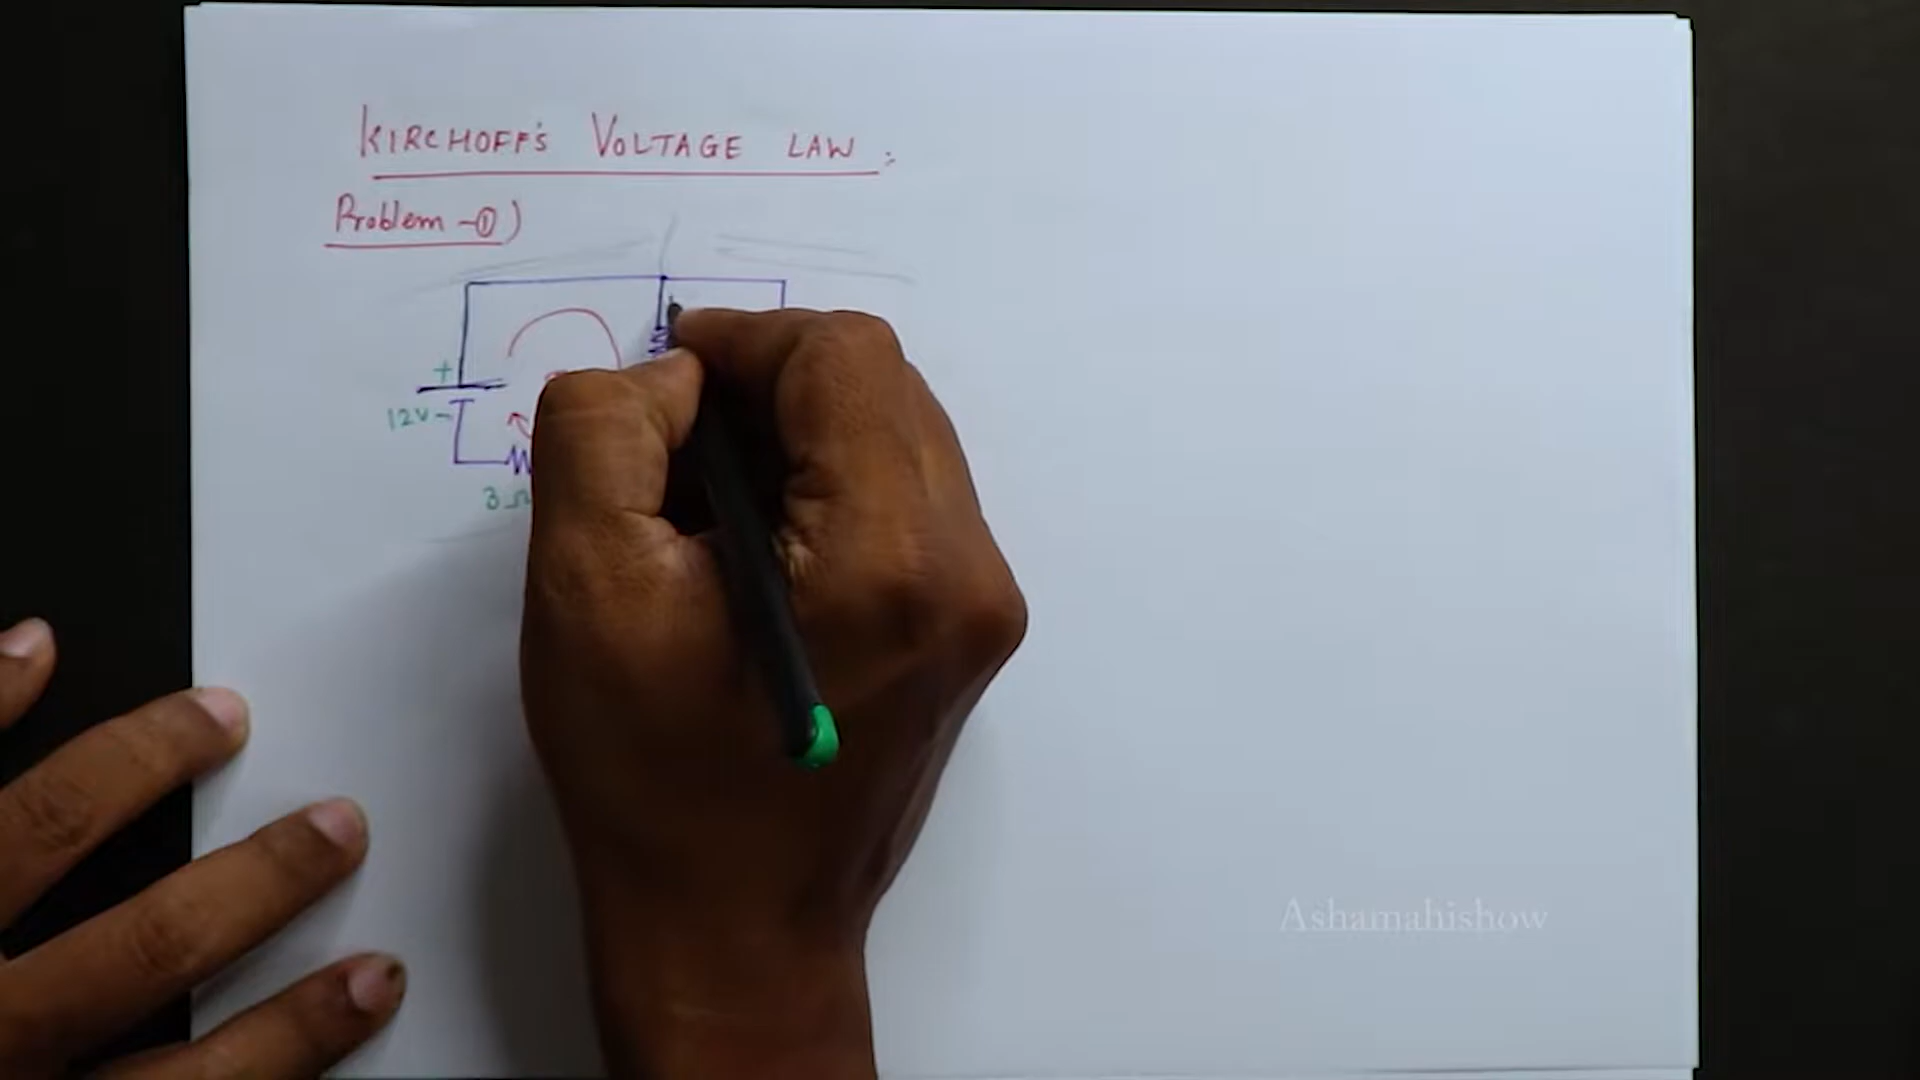 KIRCHOFF'S VOLTAGE LAW :
Problem -①)
+
12V -
3Ω
Ashamahishow